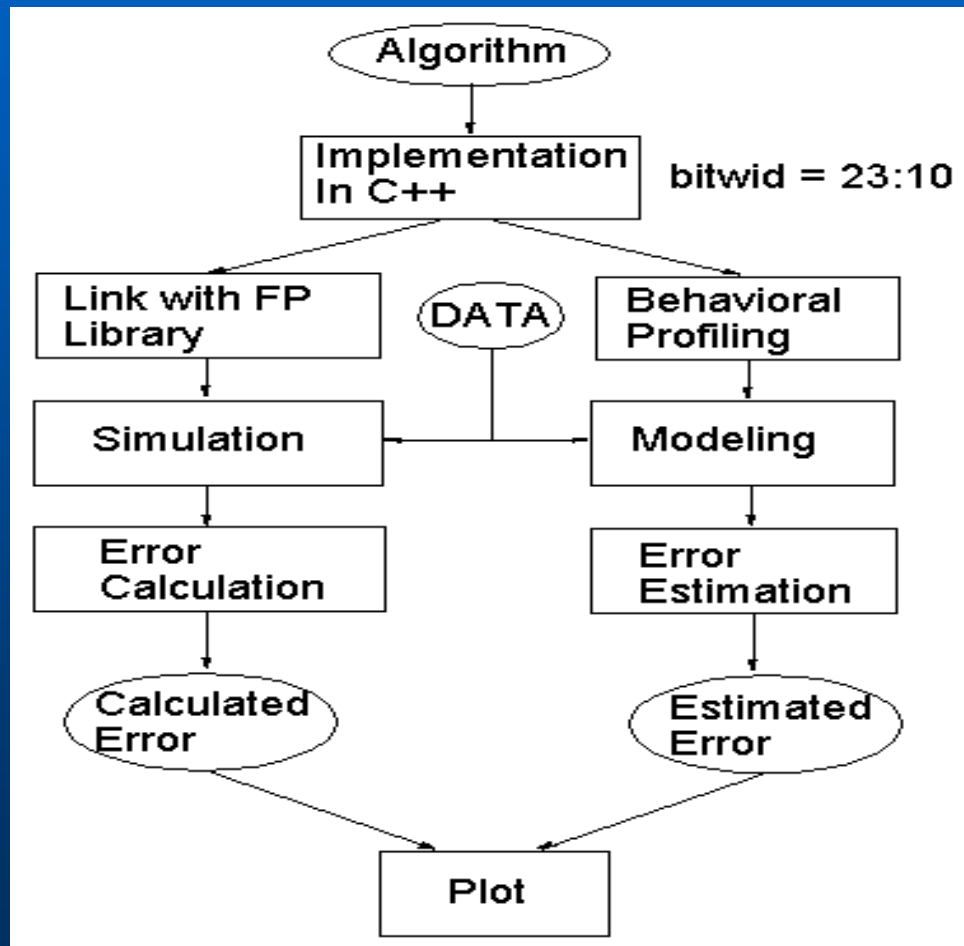 Algorithm
Implementation
In C++
bitwid = 23:10
Link with FP
Library
DATA
Behavioral
Profiling
Simulation
Modeling
Error
Calculation
Error
Estimation
Calculated
Error
Estimated
Error
Plot